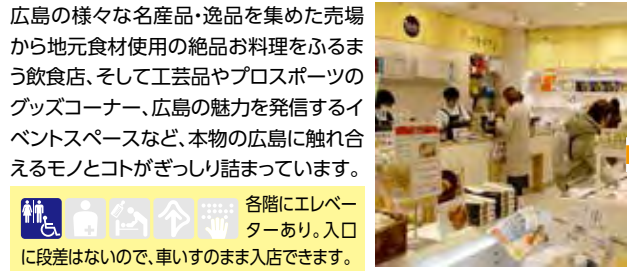 広島の様々な名産品・逸品を集めた売場
から地元食材使用の絶品お料理をふるま
う飲食店、そして工芸品やプロスポーツの
グッズコーナー、広島の魅力を発信するイ
ベントスペースなど、本物の広島に触れ合
えるモノとコトがぎっしり詰まっています。
各階にエレベー
ターあり。入口
に段差はないので、車いすのまま入店できます。